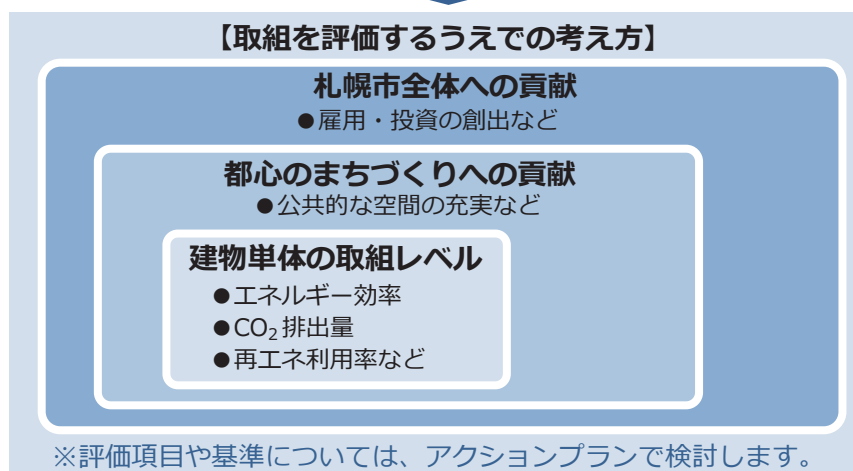 【取組を評価するうえでの考え方】
札幌市全体への貢献
●雇用・投資の創出など
都心のまちづくりへの貢献
●公共的な空間の充実など
建物単体の取組レベル
●エネルギー効率
●CO₂排出量
●再エネ利用率など
※評価項目や基準については、アクションプランで検討します。